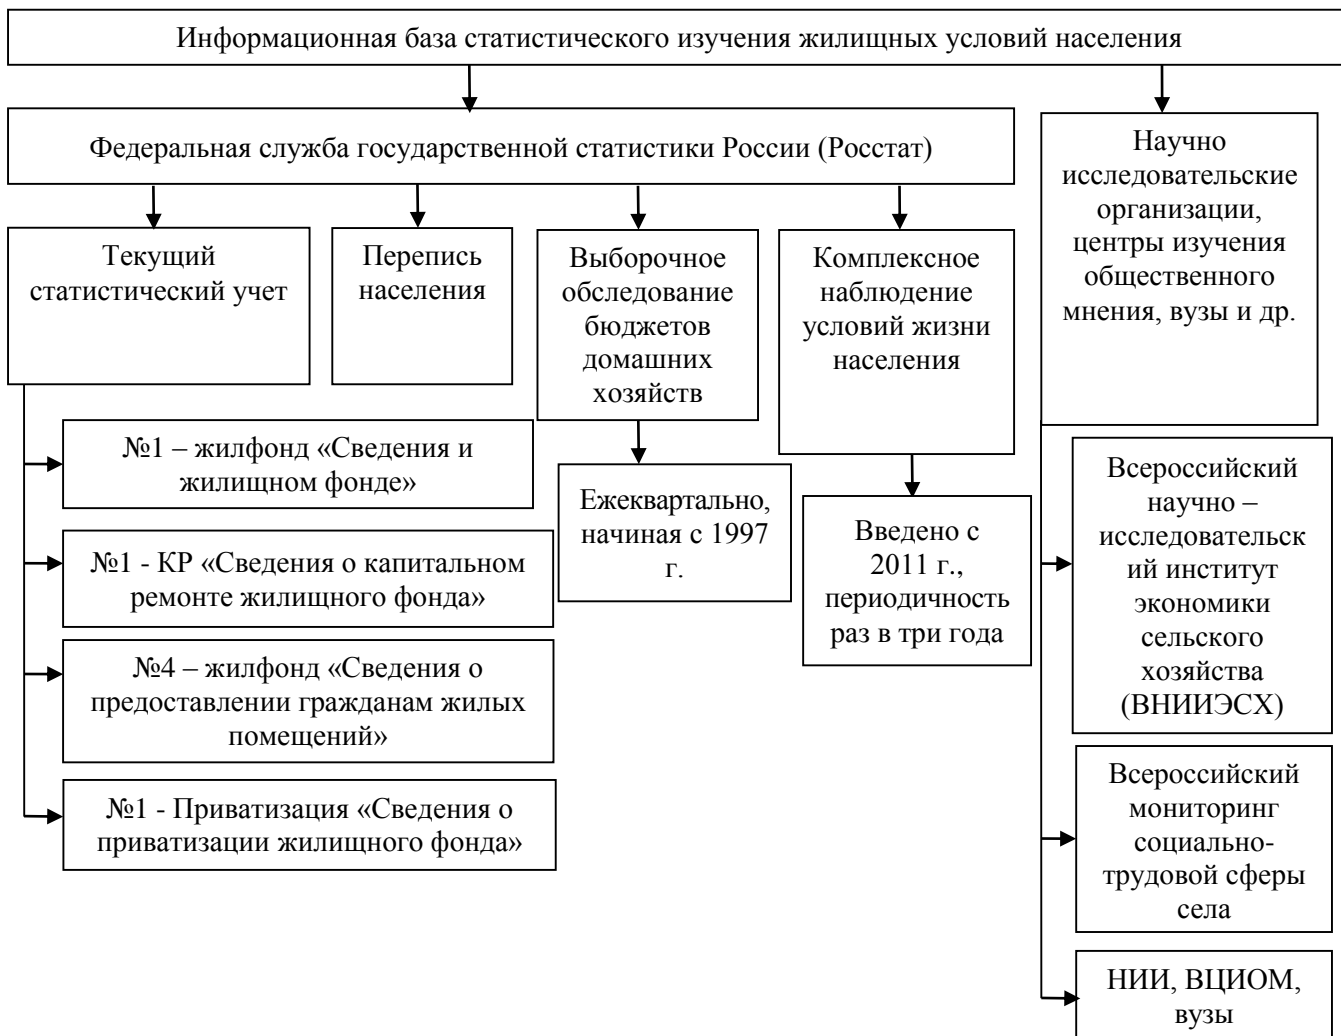 Информационная база статистического изучения жилищных условий населения
Федеральная служба государственной статистики России (Росстат)
Научно
исследовательские
организации,
центры изучения
общественного
мнения, вузы и др.
Текущий
статистический учет
Перепись
населения
Выборочное
обследование
бюджетов
домашних
хозяйств
Комплексное
наблюдение
условий жизни
населения
№1 – жилфонд «Сведения и
жилищном фонде»
№1 - КР «Сведения о капитальном
ремонте жилищного фонда»
№4 – жилфонд «Сведения о
предоставлении гражданам жилых
помещений»
№1 - Приватизация «Сведения о
приватизации жилищного фонда»
Ежеквартально,
начиная с 1997
г.
Введено с
2011 г.,
периодичность
раз в три года
Всероссийский
научно –
исследовательск
ий институт
экономики
сельского
хозяйства
(ВНИИЭСХ)
Всероссийский
мониторинг
социально-
трудовой сферы
села
НИИ, ВЦИОМ,
вузы